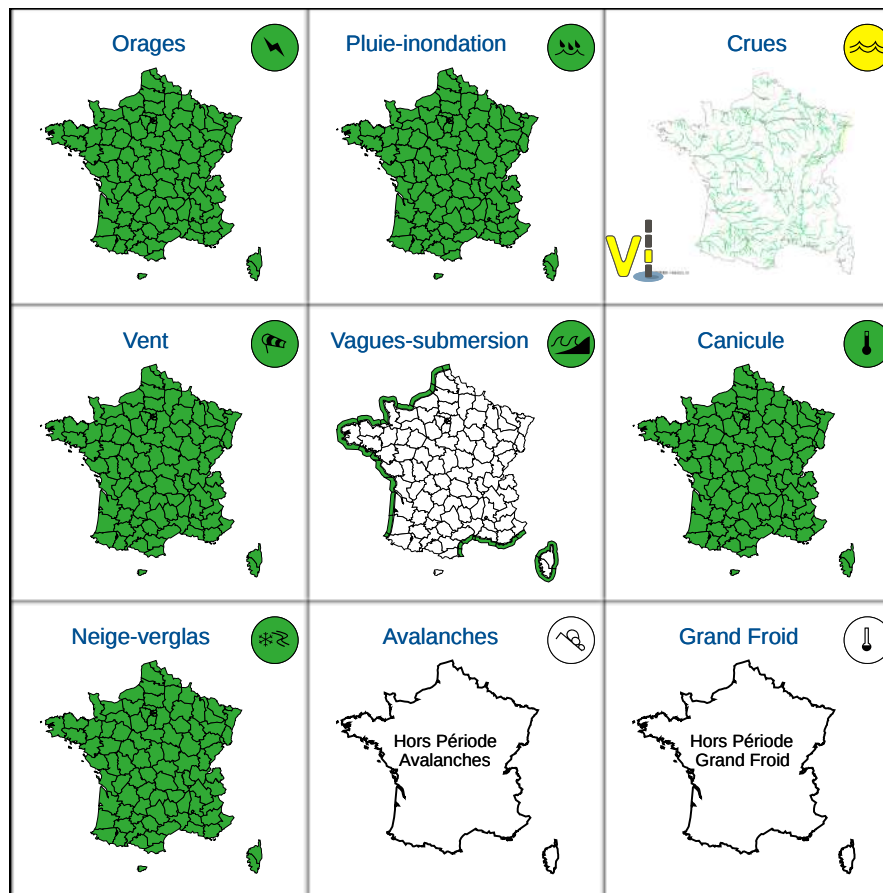 Orages
Pluie-inondation
Crues
Vent
Vagues-submersion
Canicule
Neige-verglas
Avalanches
Grand Froid
Hors Période
Avalanches
Hors Période
Grand Froid